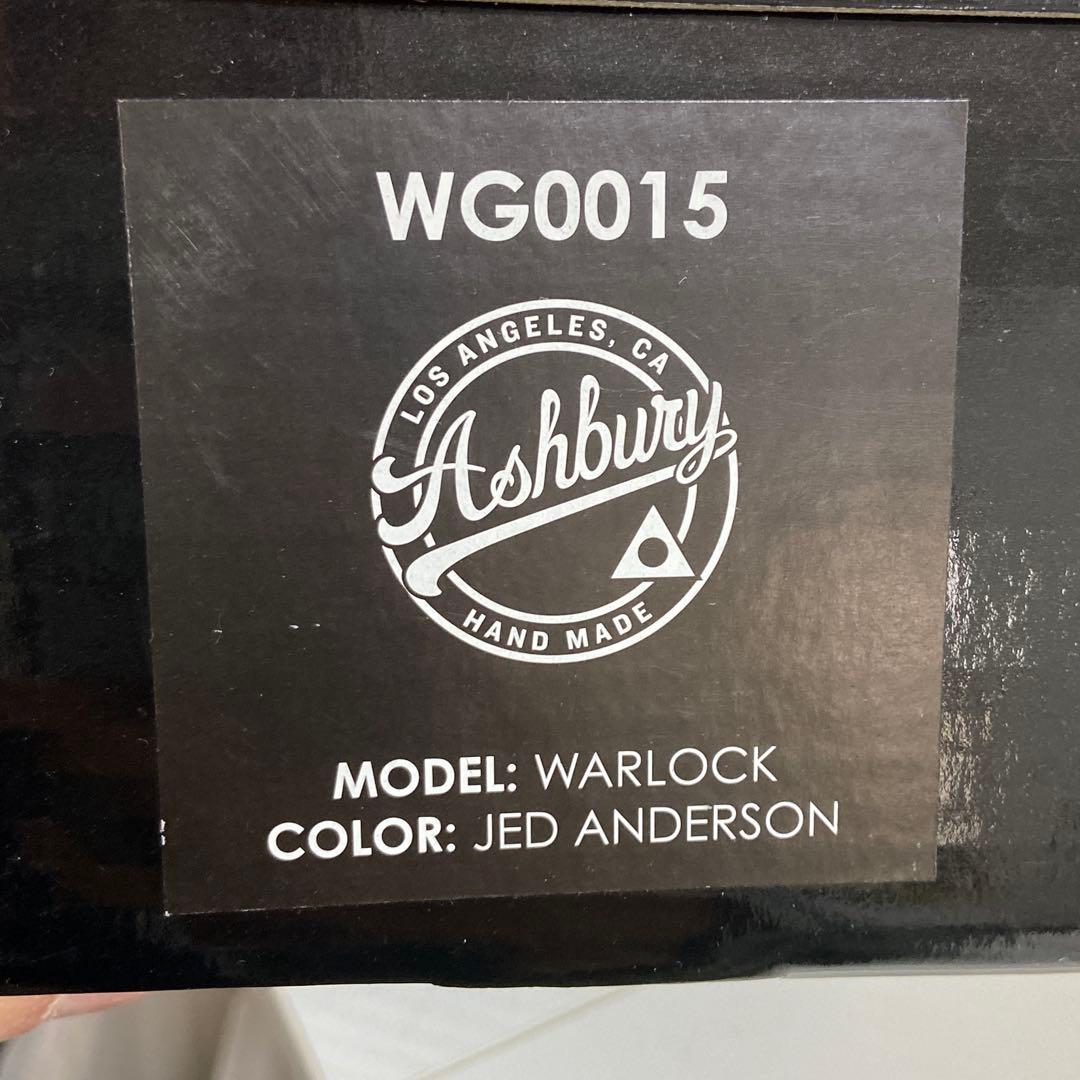 WG0015
LOS ANGELES, CA
Ashbury
HAND MADE
MODEL: WARLOCK
COLOR: JED ANDERSON